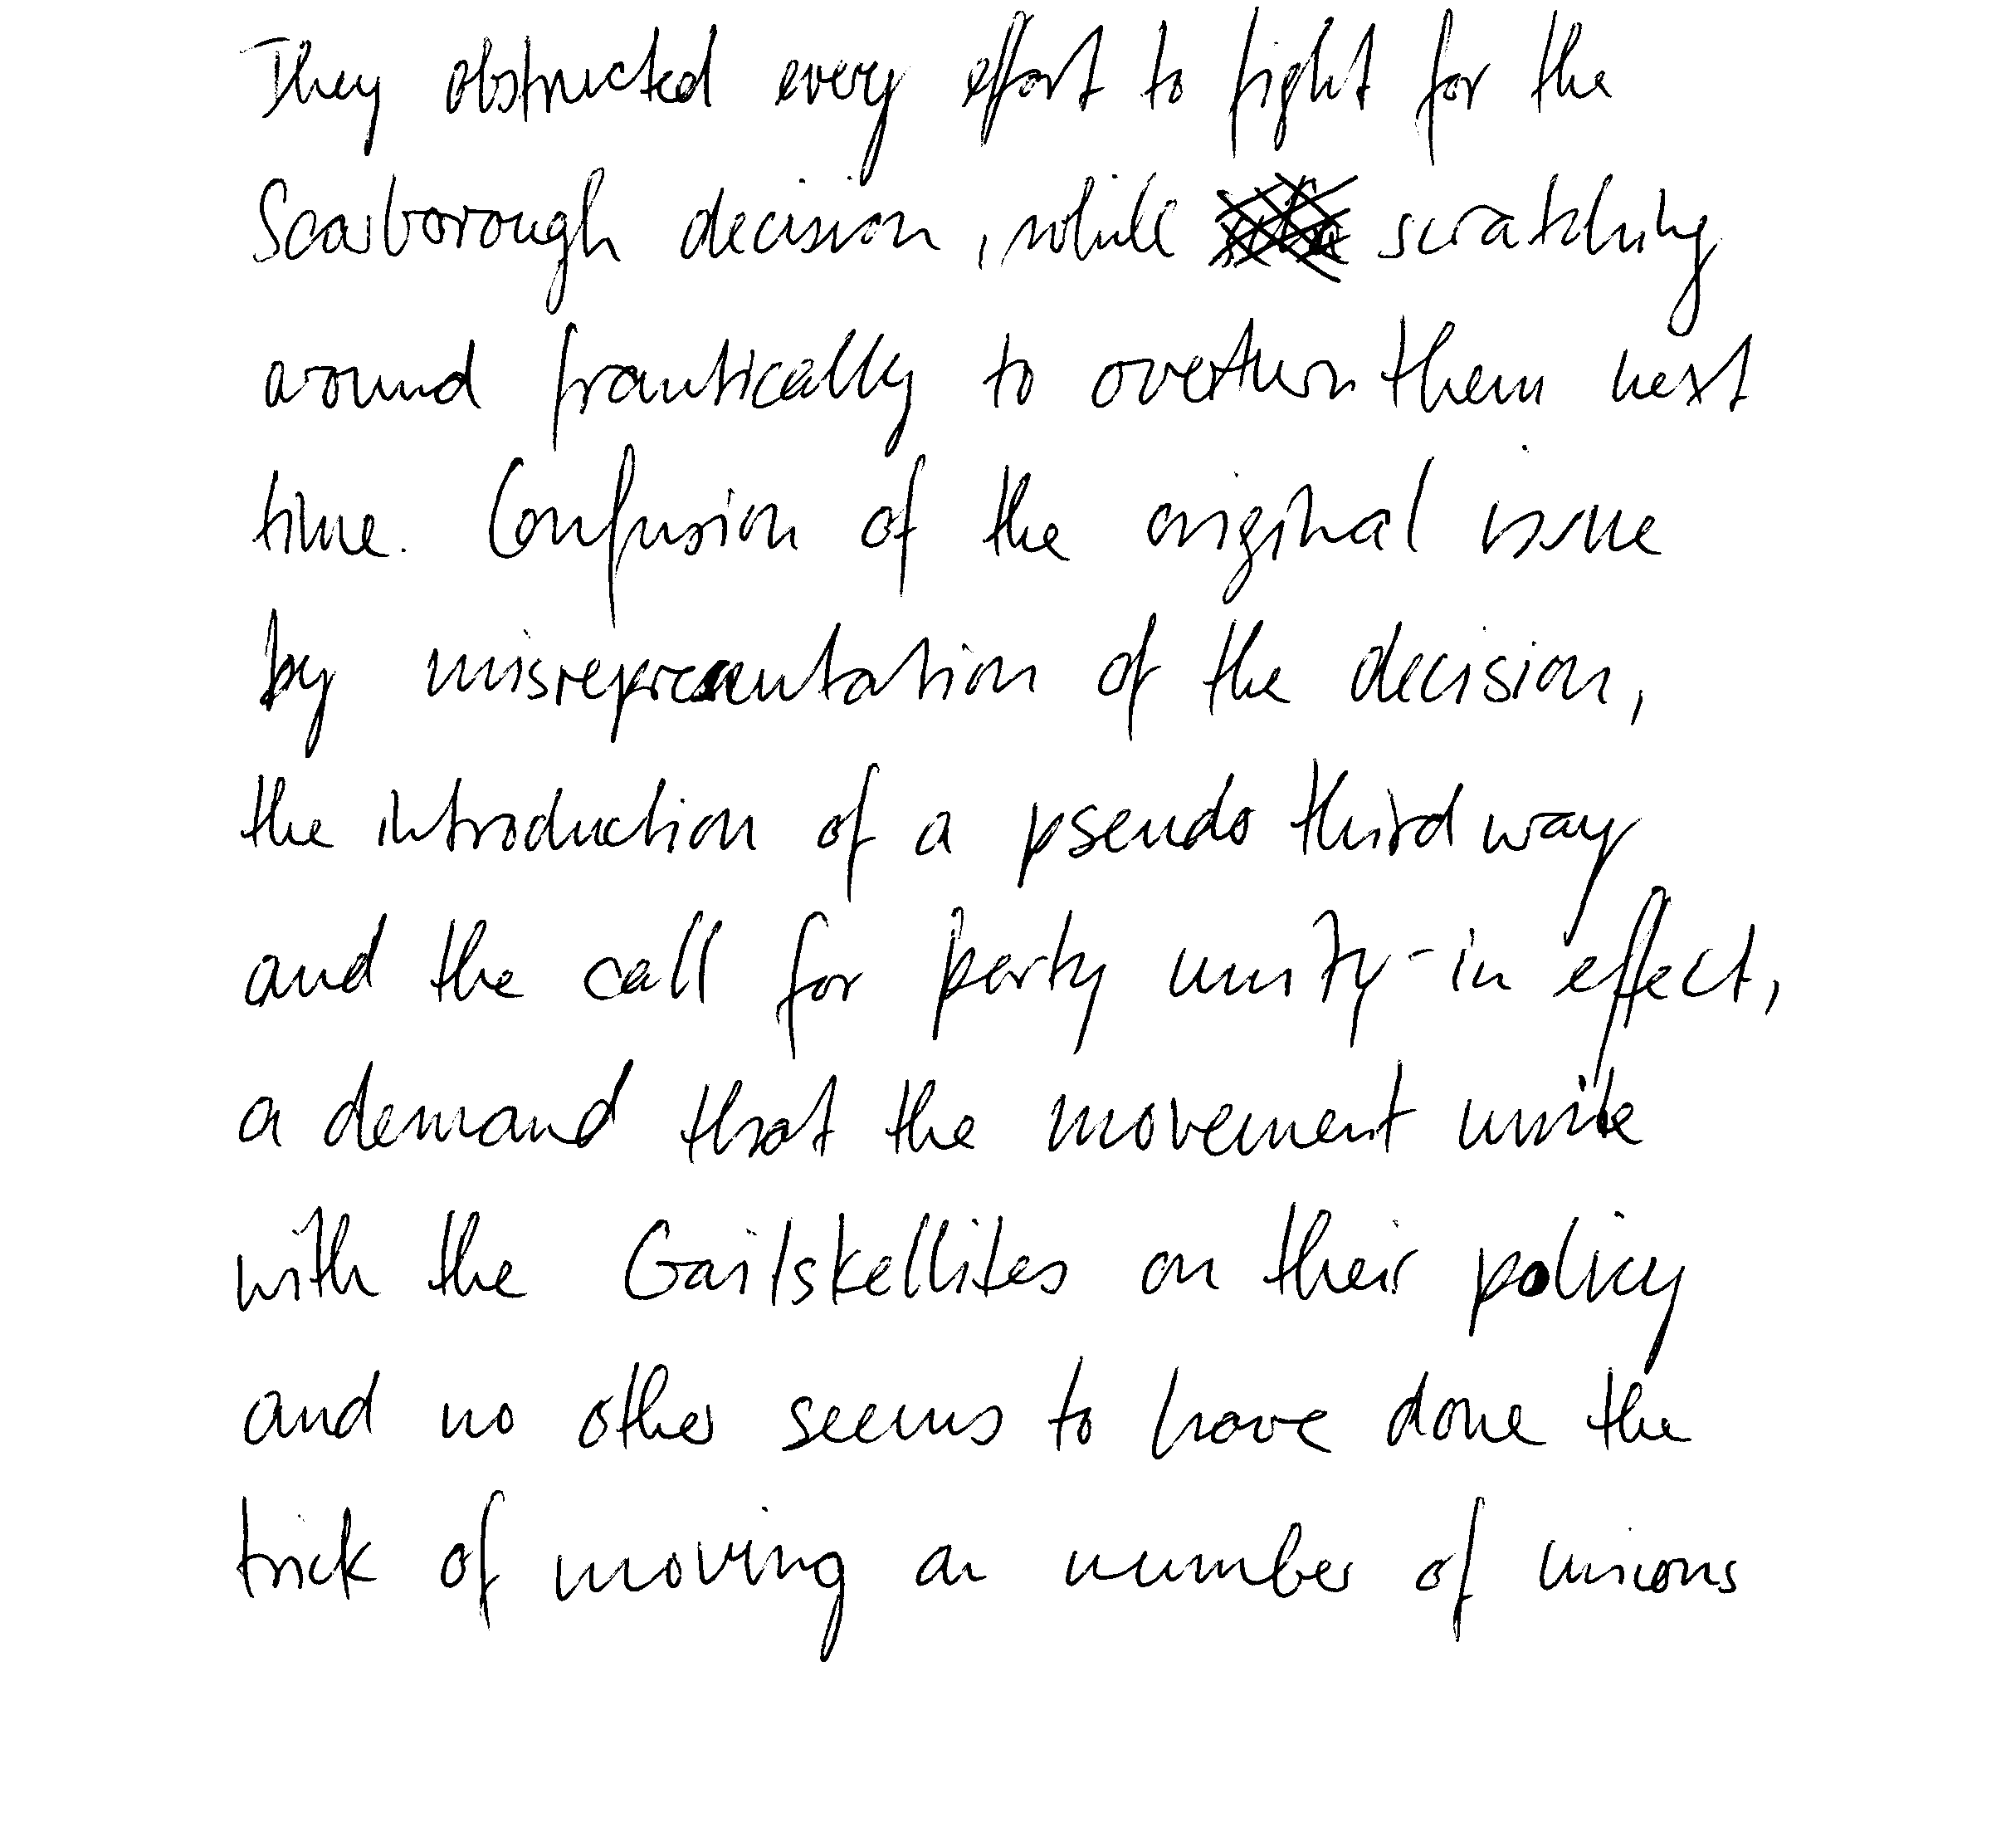 They obstructed every effort to fight for the
Scarborough decision, while scratching
around frantically to overturn them next
time. Confusion of the original issue
by misrepresentation of the decision,
the introduction of a pseudo third way
and the call for party unity - in effect,
a demand that the movement unite
with the Gaitskellites on their policy
and no other seems to have done the
trick of moving a number of unions